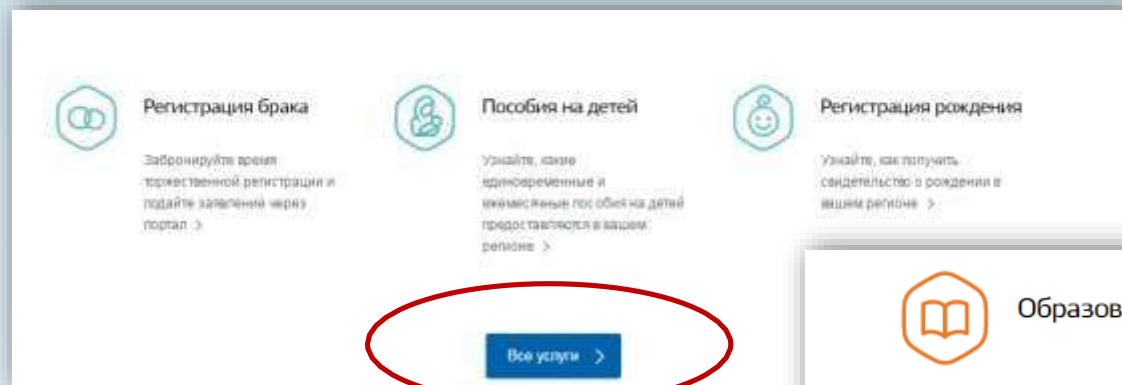 Регистрация брака
Забронируйте время
торжественной регистрации и
подайте заявление через
портал >
Пособия на детей
Узнайте, какие
единовременные и
ежемесячные пособия на детей
предоставляются в вашем
регионе >
Регистрация рождения
Узнайте, как получить
свидетельство о рождении в
вашем регионе >
Образов
Все услуги >